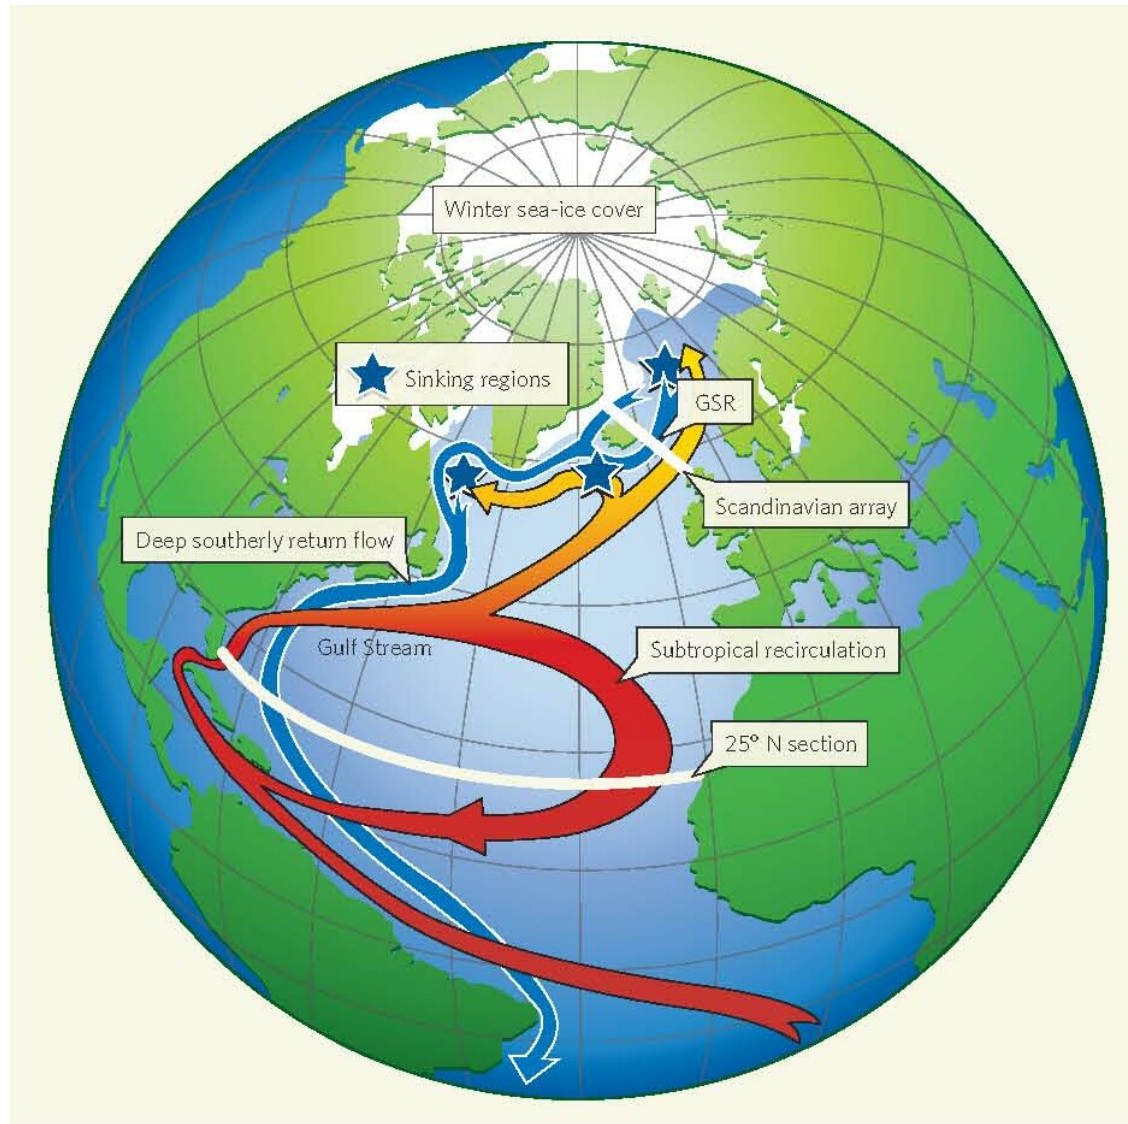 Winter sea-ice cover
Sinking regions
GSR
Scandinavian array
Deep southerly return flow
Gulf Stream
Subtropical recirculation
25° N section